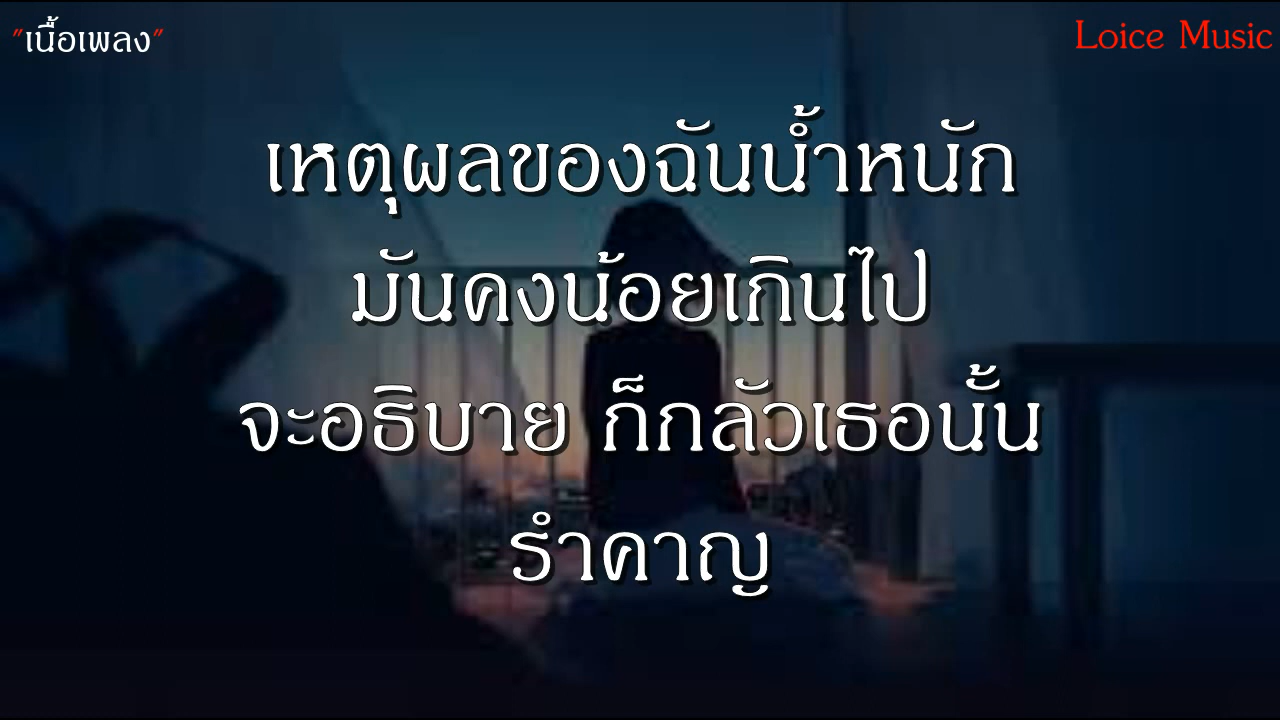 "เนื้อเพลง"
Loice Music
เหตุผลของฉันน้ำหนัก
มันคงน้อยเกินไป
จะอธิบาย ก็กลัวเธอนั้น
รำคาญ